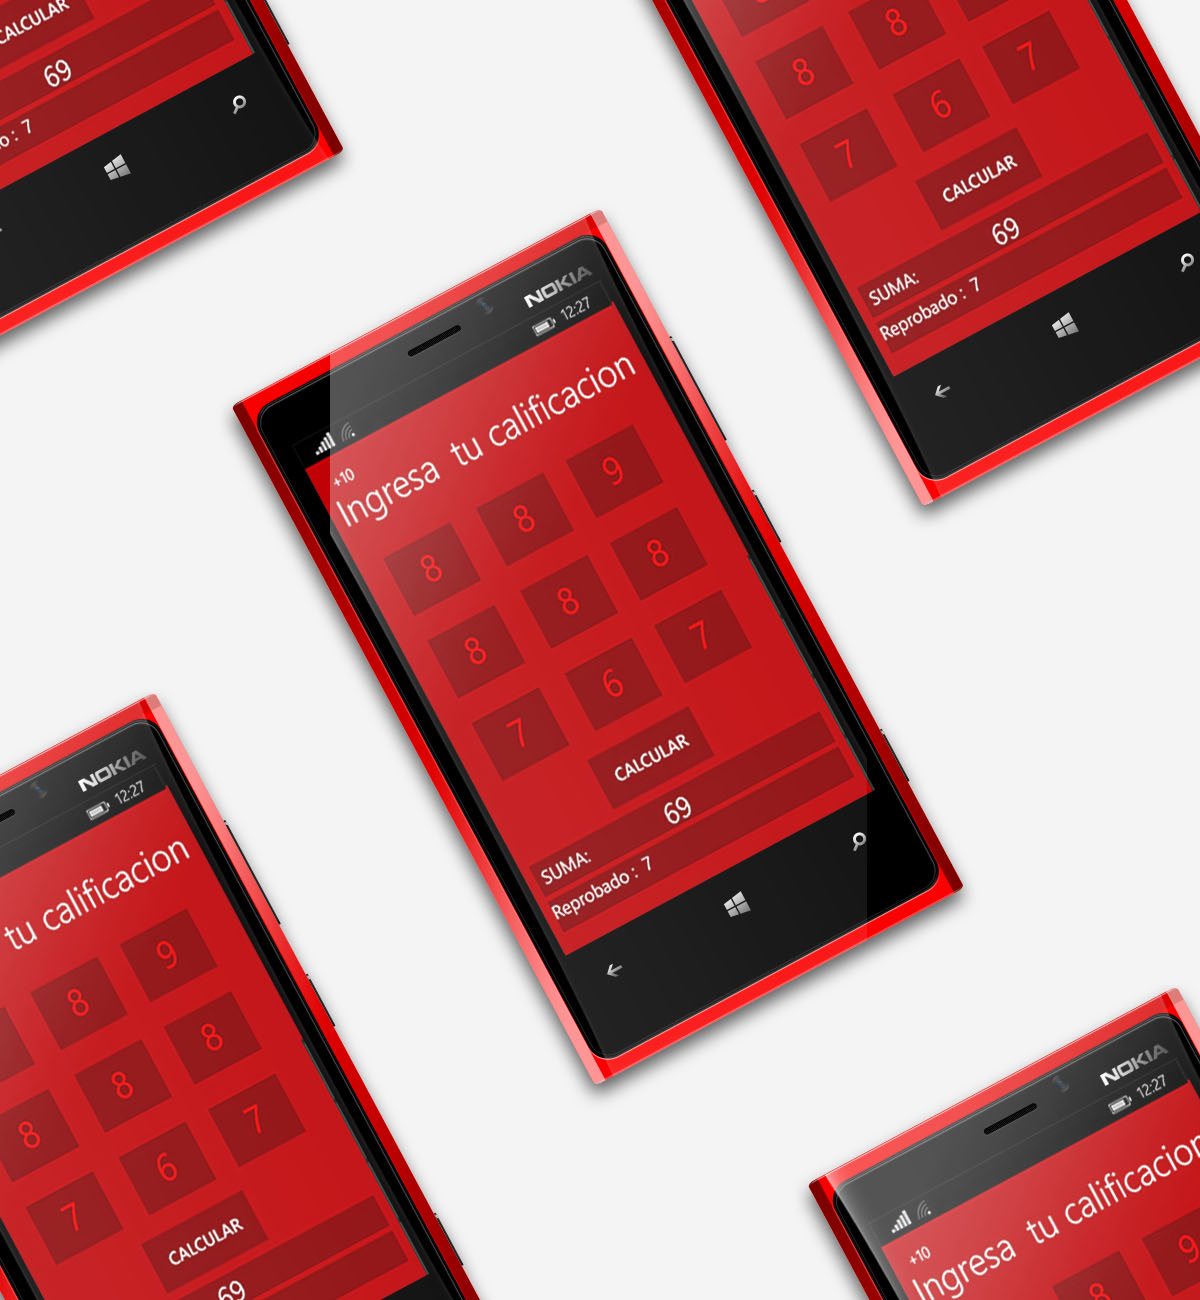 CALCULAR
69
o : 7
8
8
7
6
7
CALCULAR
69
SUMA:
Reprobado : 7
NOKIA
12:27
+10
Ingresa tu calificacion
8 8 9
8 8 8
7 6 7
CALCULAR
69
SUMA:
Reprobado : 7
NOKIA
12:27
tu calificacion
8 9
8 8 8
7 6 7
CALCULAR
69
NOKIA
12:27
+10
Ingresa tu calificacion
8 9